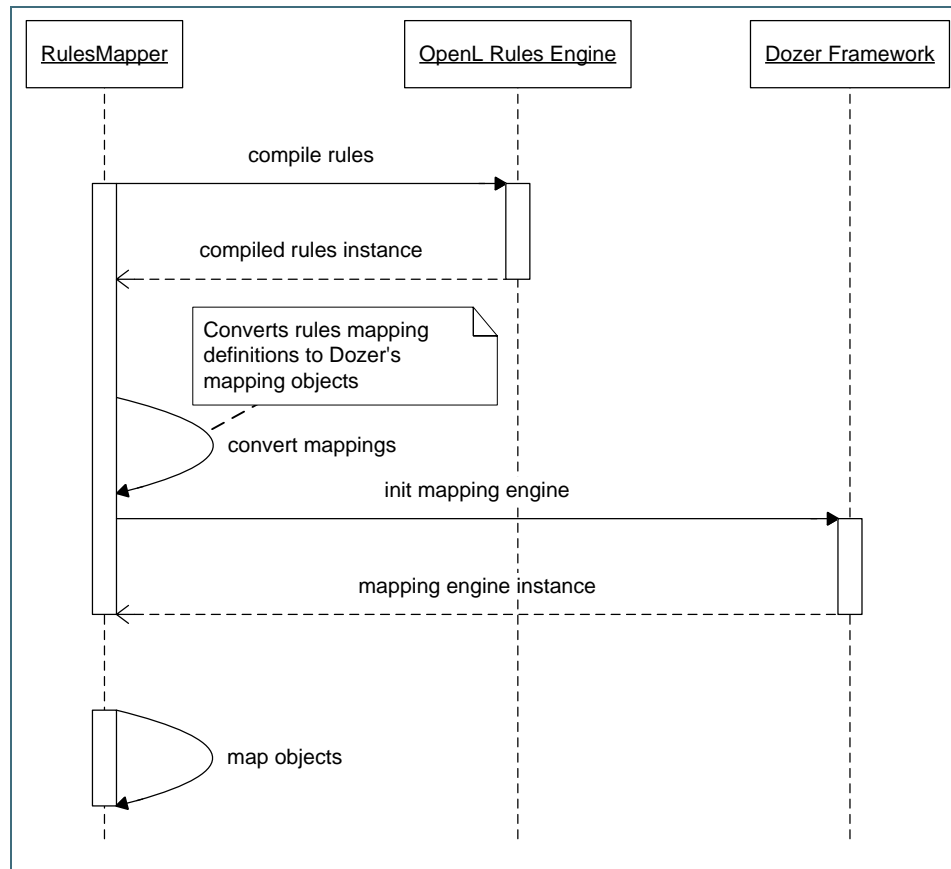 RulesMapper
OpenL Rules Engine
Dozer Framework
compile rules
compiled rules instance
Converts rules mapping
definitions to Dozer's
mapping objects
convert mappings
init mapping engine
mapping engine instance
map objects